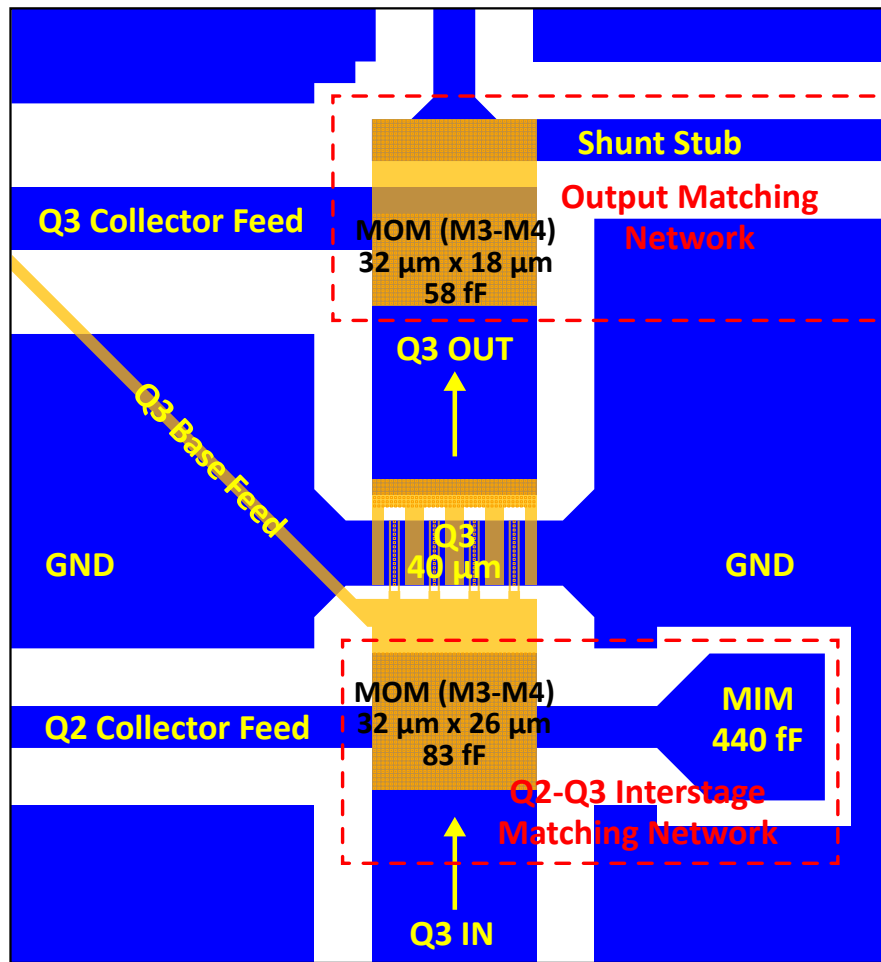 Shunt Stub
Output Matching
Network
Q3 Collector Feed
MOM (M3-M4)
32 μm x 18 μm
58 fF
Q3 OUT
Q3 Base Feed
Q3
40 μm
GND
GND
MOM (M3-M4)
32 μm x 26 μm
83 fF
Q2 Collector Feed
MIM
440 fF
Q2-Q3 Interstage
Matching Network
Q3 IN